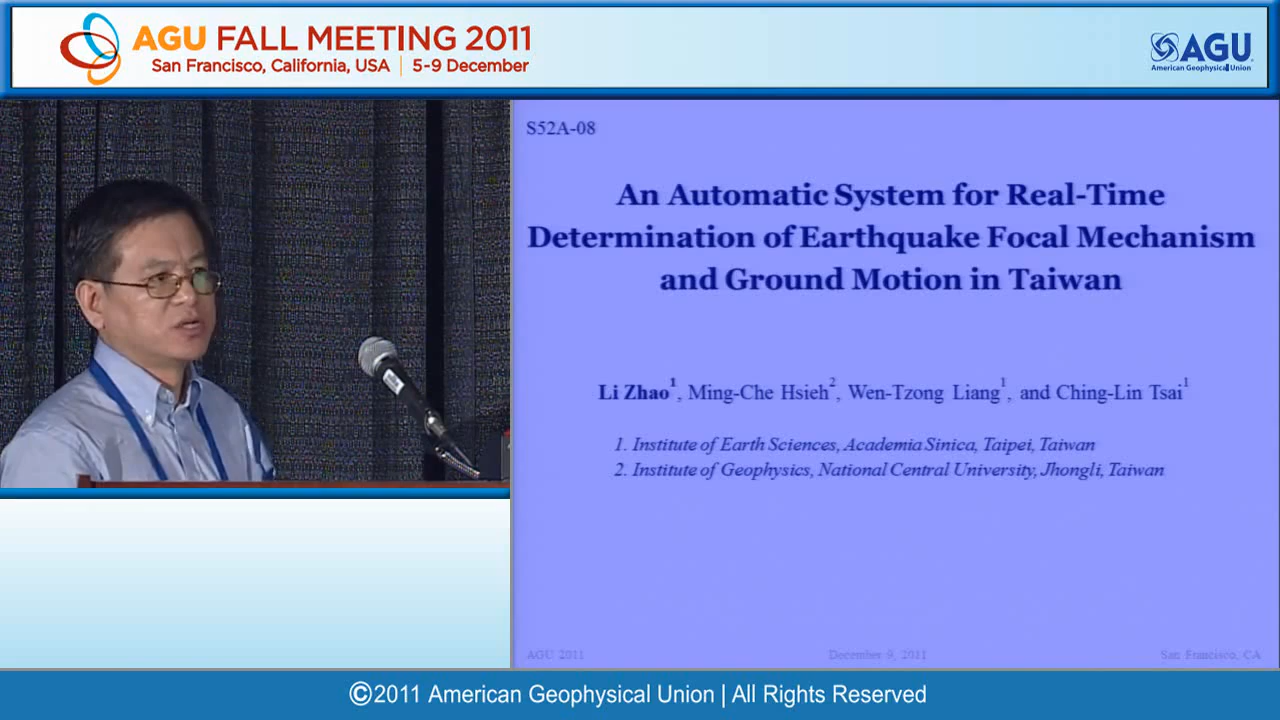 AGU FALL MEETING 2011
San Francisco, California, USA | 5-9 December
AGU
American Geophysical Union
S52A-08
An Automatic System for Real-Time
Determination of Earthquake Focal Mechanism
and Ground Motion in Taiwan
Li Zhao¹, Ming-Che Hsieh², Wen-Tzong Liang¹, and Ching-Lin Tsai¹
1. Institute of Earth Sciences, Academia Sinica, Taipei, Taiwan
2. Institute of Geophysics, National Central University, Jhongli, Taiwan
AGU 2011 December 9, 2011 San Francisco, CA
©2011 American Geophysical Union | All Rights Reserved